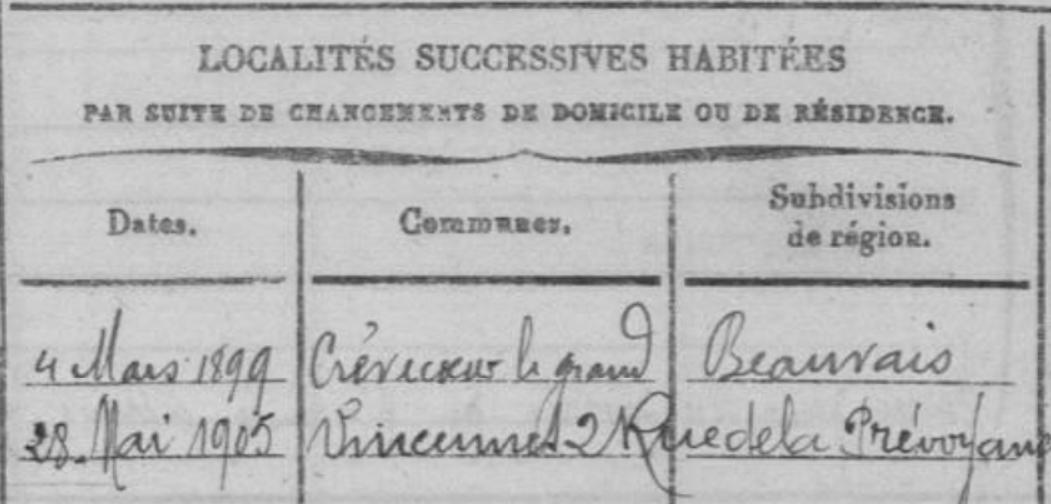 LOCALITÉS SUCCESSIVES HABITÉES
PAR SUITE DE CHANGEMENTS DE DOMICILE OU DE RÉSIDENCE.
Dates. Communes. Subdivisions
de région.
4 Mars 1899 Crévecœur le grand Beauvais
28. Mai 1905 Vincennes 2 Rue de la Prévoyance